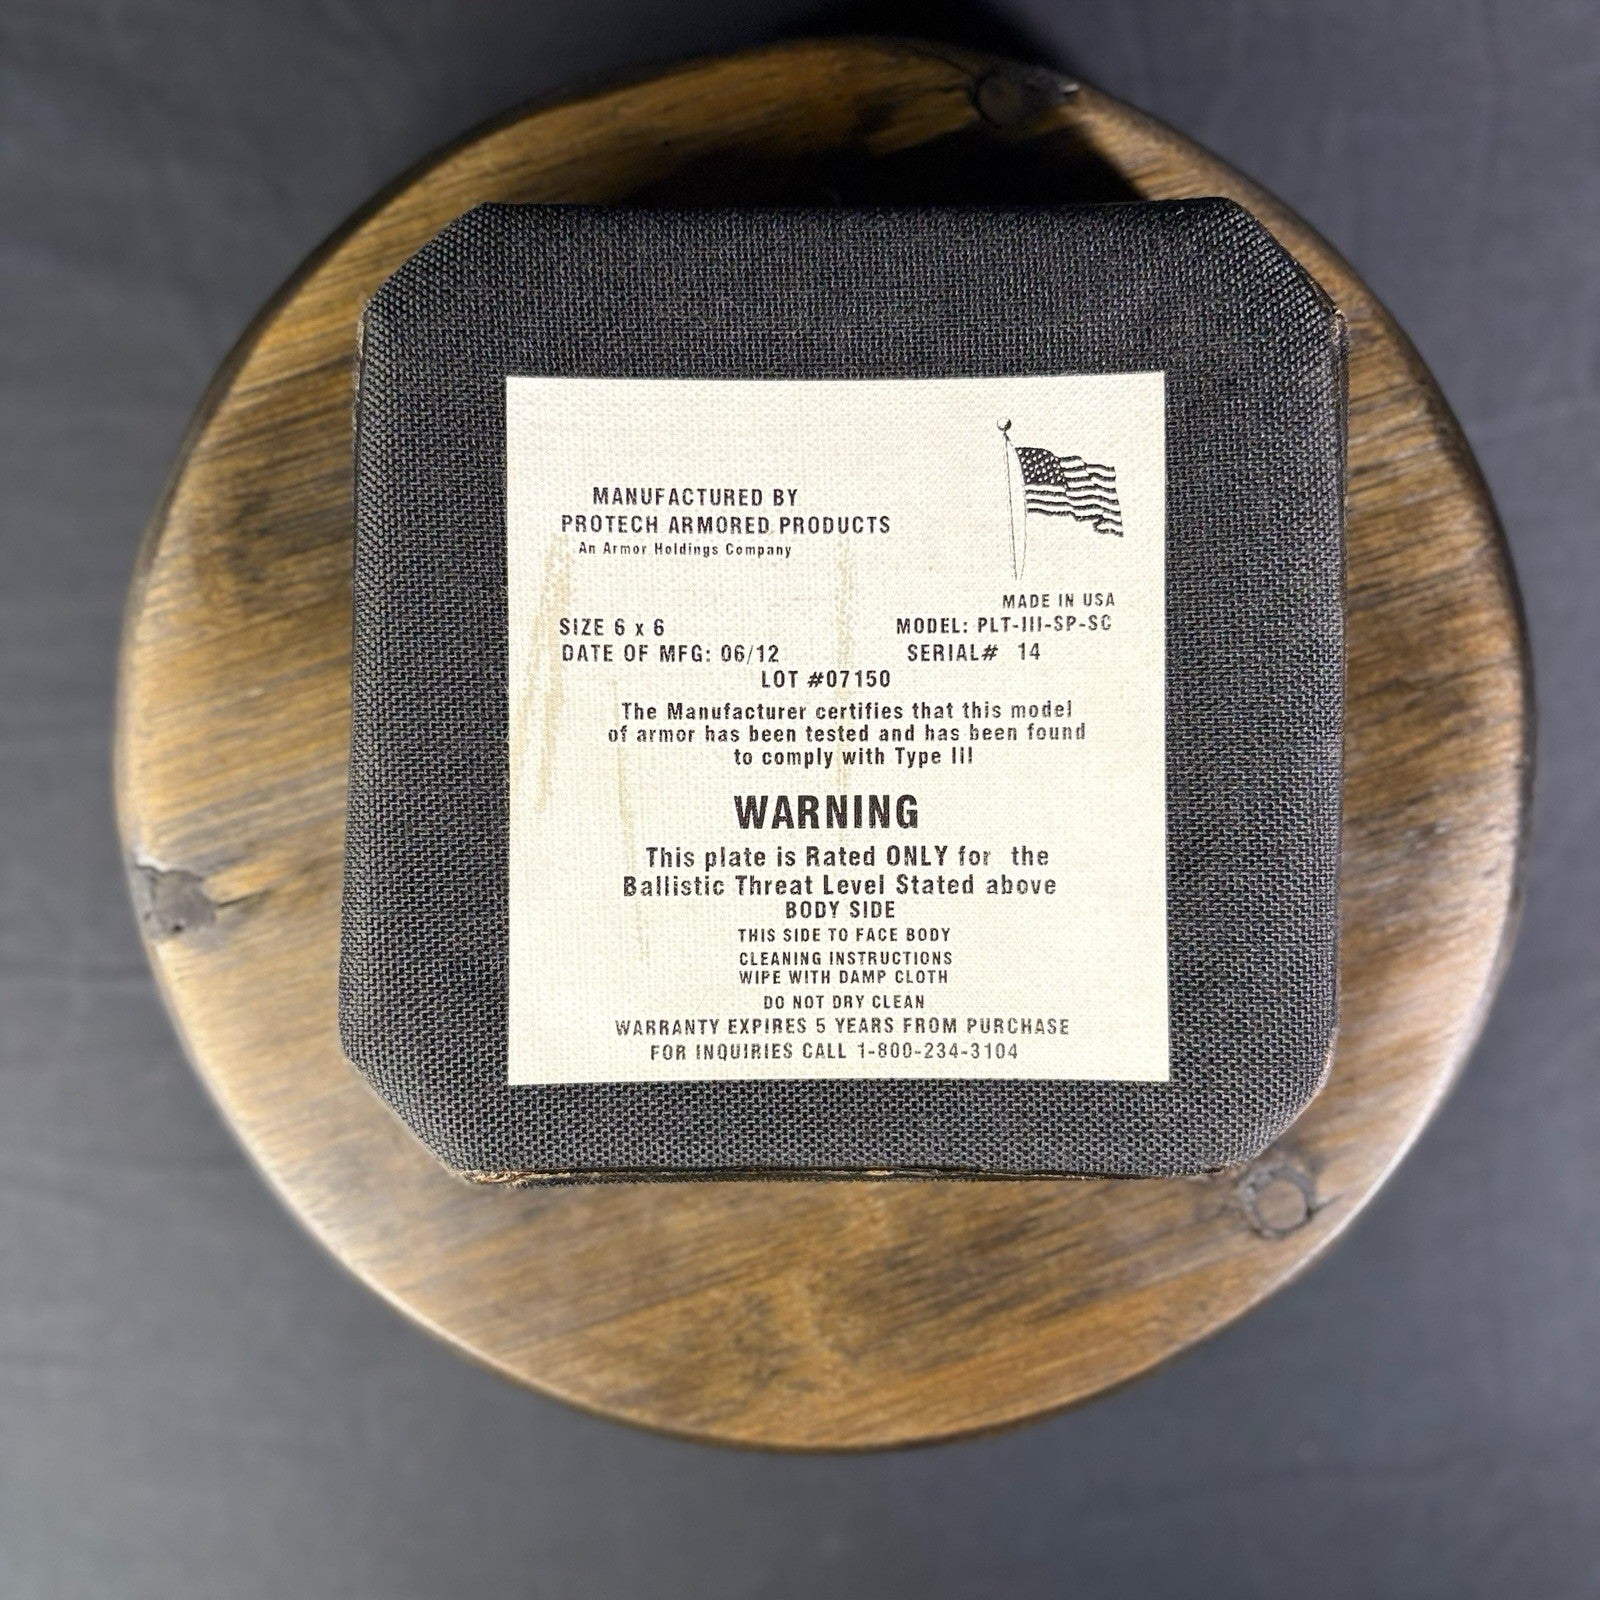 MANUFACTURED BY
PROTECH ARMORED PRODUCTS
An Armor Holdings Company
MADE IN USA
SIZE 6 x 6 MODEL: PLT-III-SP-SC
DATE OF MFG: 06/12 SERIAL# 14
LOT #07150
The Manufacturer certifies that this model
of armor has been tested and has been found
to comply with Type III
WARNING
This plate is Rated ONLY for the
Ballistic Threat Level Stated above
BODY SIDE
THIS SIDE TO FACE BODY
CLEANING INSTRUCTIONS
WIPE WITH DAMP CLOTH
DO NOT DRY CLEAN
WARRANTY EXPIRES 5 YEARS FROM PURCHASE
FOR INQUIRIES CALL 1-800-234-3104